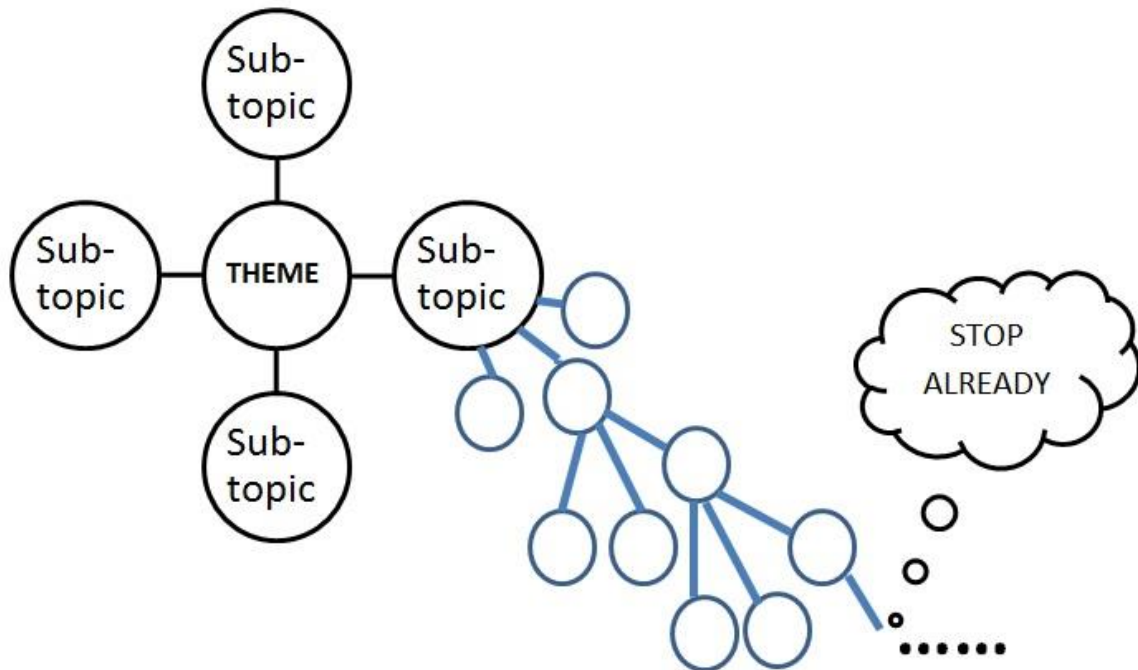 Sub-
topic
Sub-
topic
THEME
Sub-
topic
Sub-
topic
STOP
ALREADY